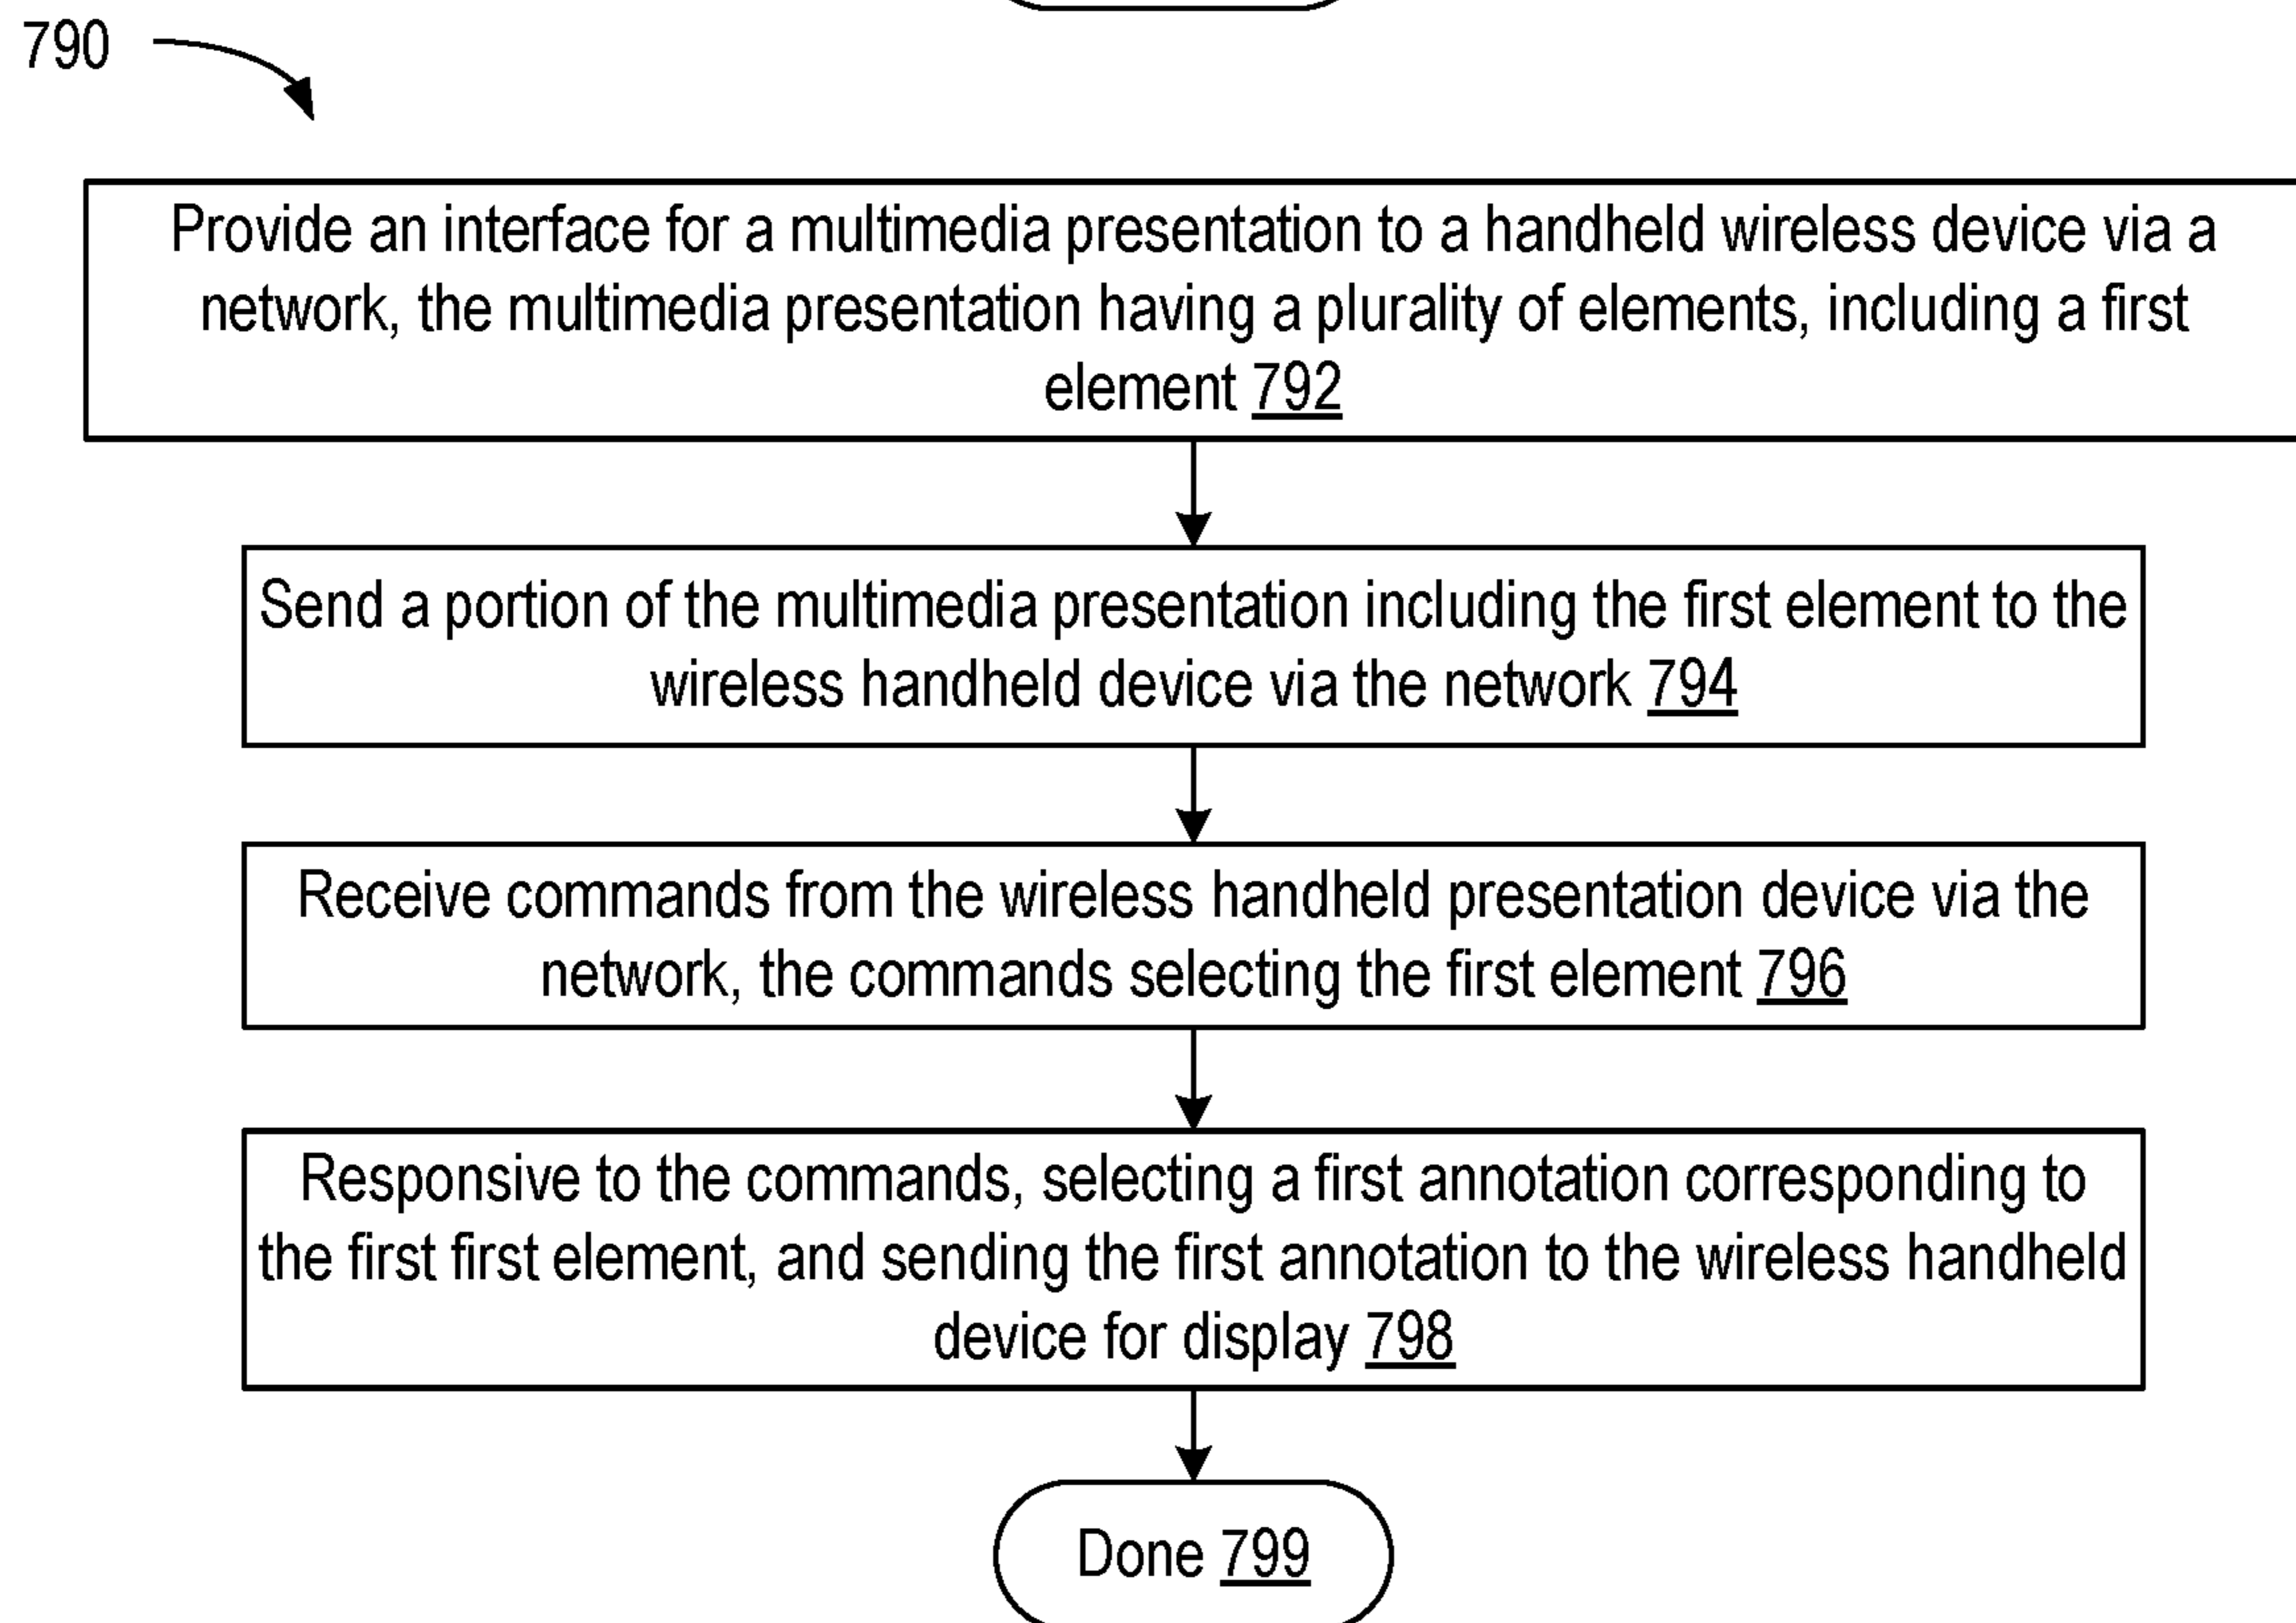 790
Provide an interface for a multimedia presentation to a handheld wireless device via a
network, the multimedia presentation having a plurality of elements, including a first
element 792
Send a portion of the multimedia presentation including the first element to the
wireless handheld device via the network 794
Receive commands from the wireless handheld presentation device via the
network, the commands selecting the first element 796
Responsive to the commands, selecting a first annotation corresponding to
the first first element, and sending the first annotation to the wireless handheld
device for display 798
Done 799